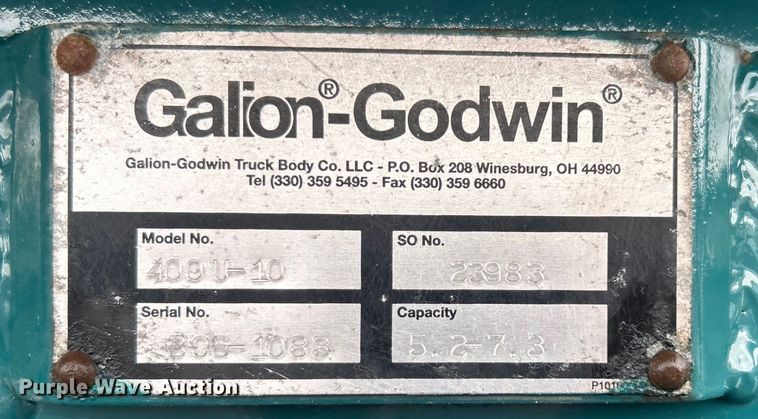 Galion®-Godwin®
Galion-Godwin Truck Body Co. LLC - P.O. Box 208 Winesburg, OH 44990
Tel (330) 359 5495 - Fax (330) 359 6660
Model No.
400U-10
SO No.
23983
Serial No.
Capacity
5.2-7.3
Purple Wave Auction